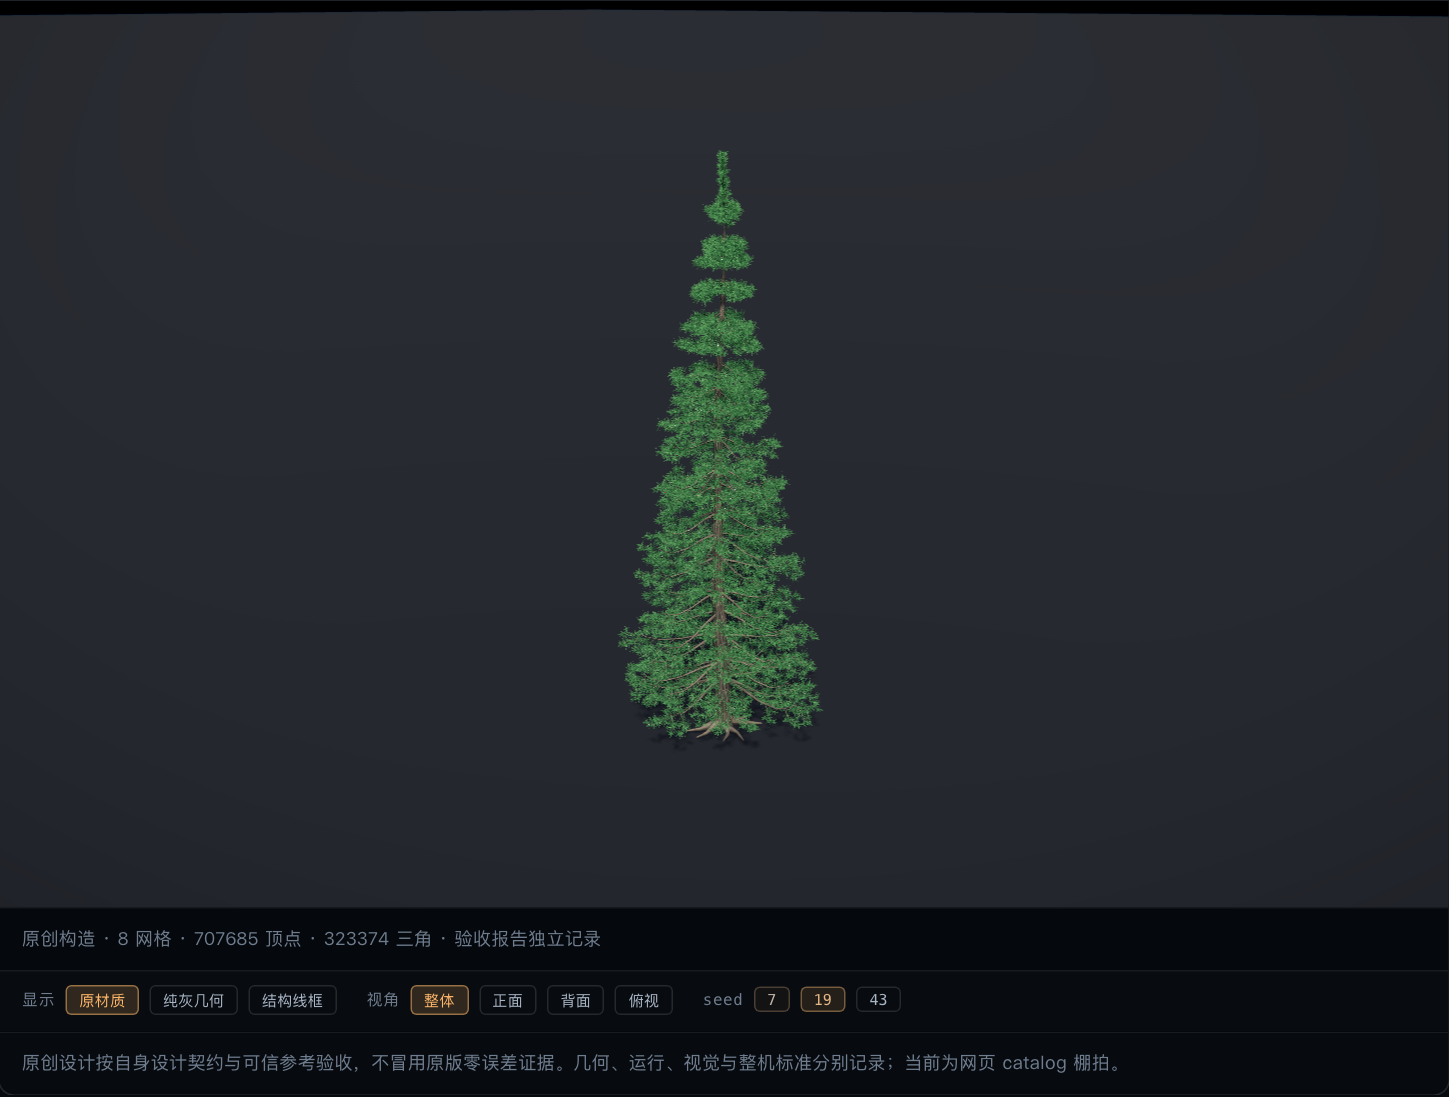 原创构造 · 8 网格 · 707685 顶点 · 323374 三角 · 验收报告独立记录
显示 原材质 纯灰几何 结构线框 视角 整体 正面 背面 俯视 seed 7 19 43
原创设计按自身设计契约与可信参考验收，不冒用原版零误差证据。几何、运行、视觉与整机标准分别记录；当前为网页 catalog 棚拍。